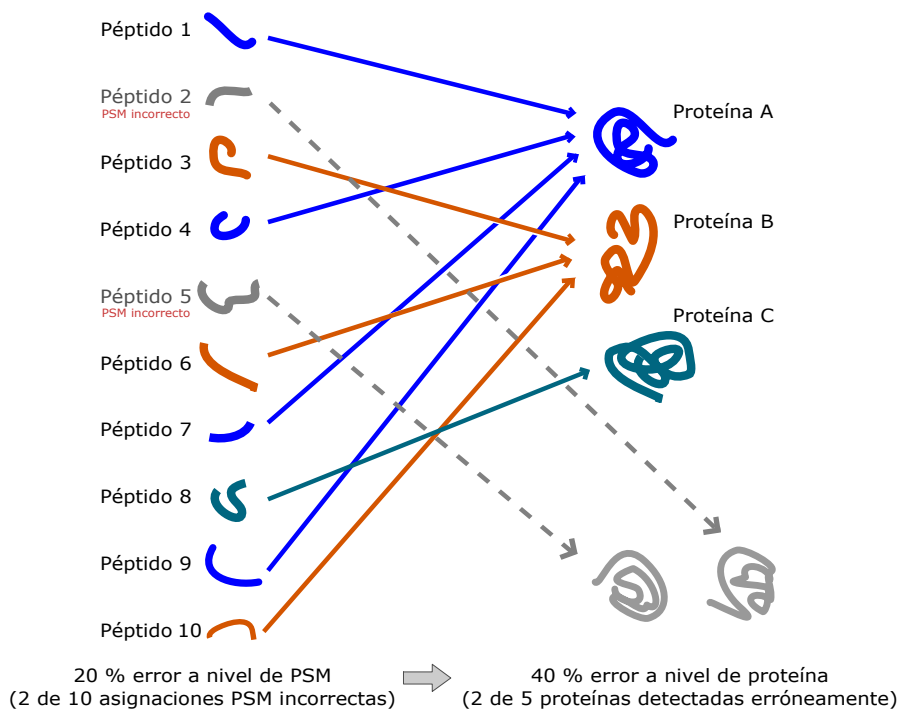 Péptido 1
Péptido 2
PSM incorrecto
Péptido 3
Péptido 4
Péptido 5
PSM incorrecto
Péptido 6
Péptido 7
Péptido 8
Péptido 9
Péptido 10
Proteína A
Proteína B
Proteína C
20 % error a nivel de PSM
(2 de 10 asignaciones PSM incorrectas)
40 % error a nivel de proteína
(2 de 5 proteínas detectadas erróneamente)